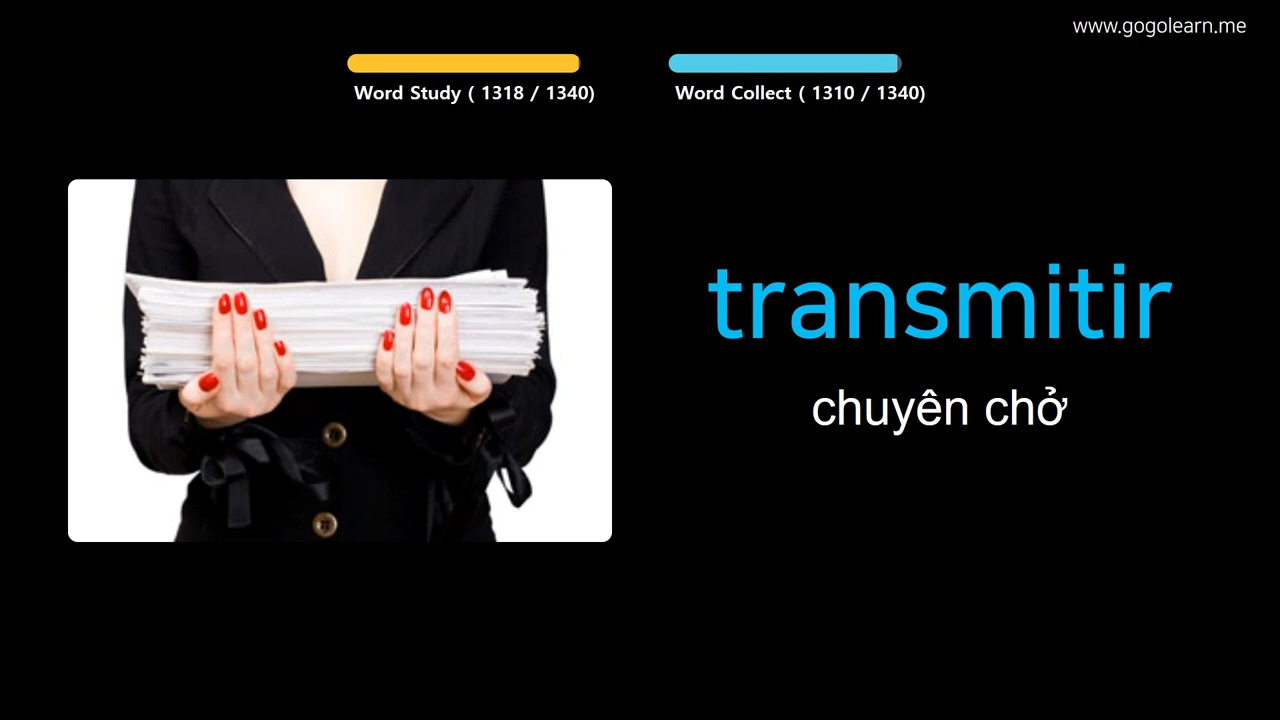 www.gogolearn.me
Word Study ( 1318 / 1340)
Word Collect ( 1310 / 1340)
transmitir
chuyên chở